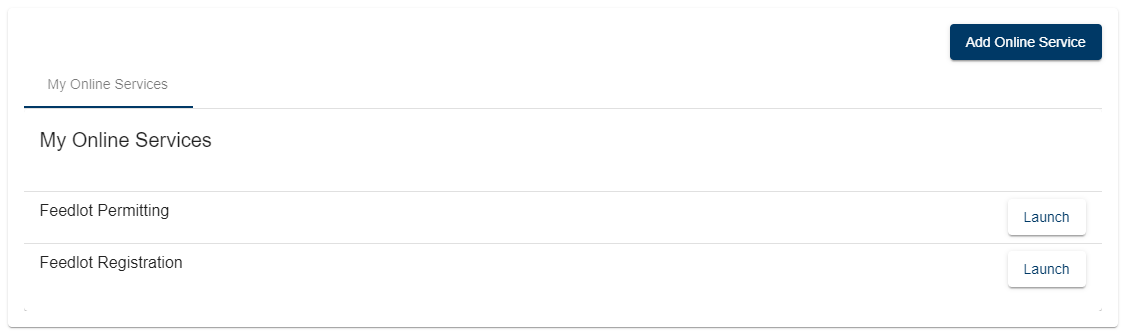 Add Online Service
My Online Services
My Online Services
Feedlot Permitting
Launch
Feedlot Registration
Launch